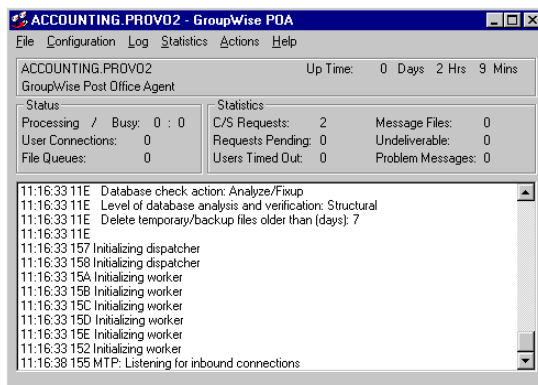 ACCOUNTING.PROVO2 - GroupWise POA
File Configuration Log Statistics Actions Help
ACCOUNTING.PROVO2 Up Time: 0 Days 2 Hrs 9 Mins
GroupWise Post Office Agent
Status
Processing / Busy: 0 : 0
User Connections: 0
File Queues: 0
Statistics
C/S Requests: 2 Message Files: 0
Requests Pending: 0 Undeliverable: 0
Users Timed Out: 0 Problem Messages: 0
11:16:33 11E Database check action: Analyze/Fixup
11:16:33 11E Level of database analysis and verification: Structural
11:16:33 11E Delete temporary/backup files older than (days): 7
11:16:33 11E
11:16:33 157 Initializing dispatcher
11:16:33 158 Initializing dispatcher
11:16:33 15A Initializing worker
11:16:33 15B Initializing worker
11:16:33 15C Initializing worker
11:16:33 15D Initializing worker
11:16:33 15E Initializing worker
11:16:33 152 Initializing worker
11:16:38 155 MTP: Listening for inbound connections